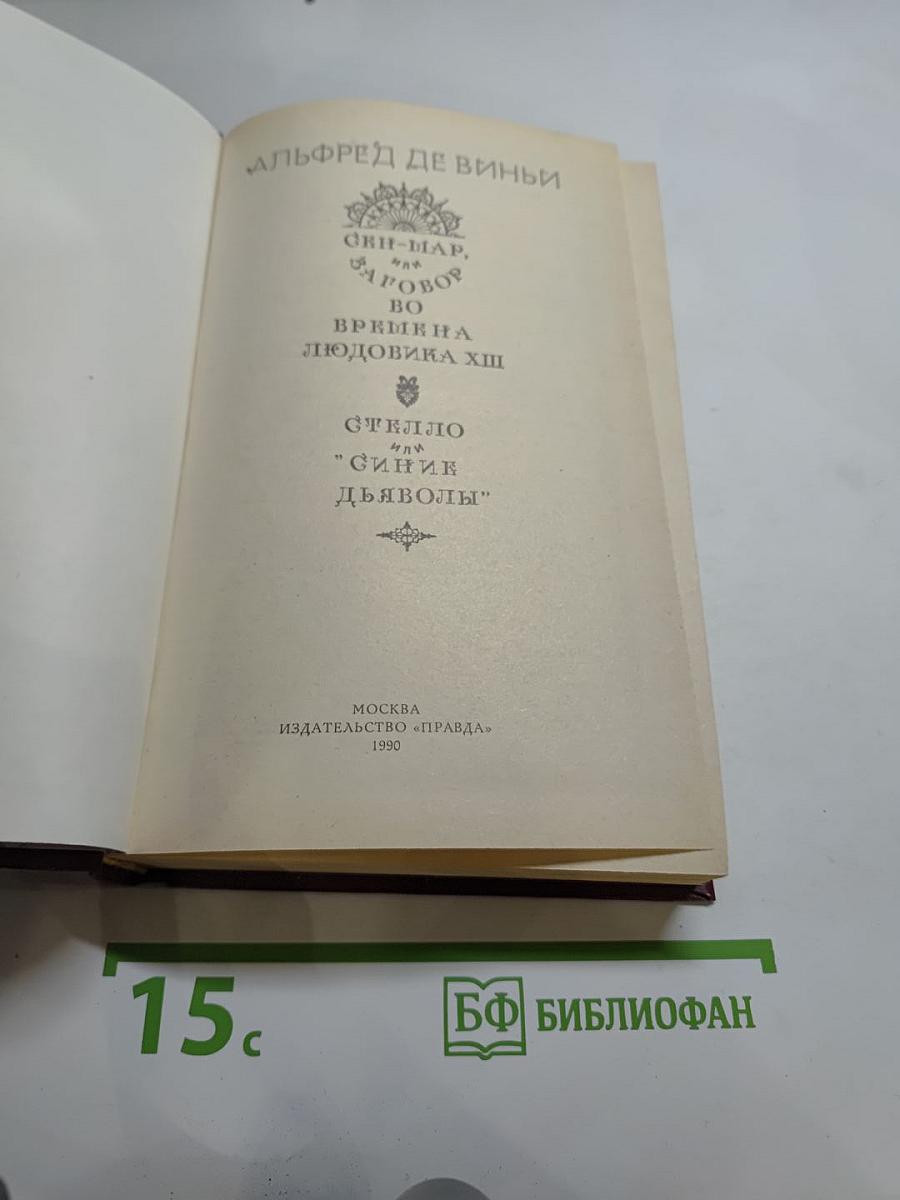 АЛЬФРЕД ДЕ ВИНЬИ
СЕН-МАР,
ИЛИ
ЗАГОВОР
ВО
ВРЕМЕНА
ЛЮДОВИКА XIII
СТЕЛЛО
ИЛИ
"СИНИЕ
ДЬЯВОЛЫ"
МОСКВА
ИЗДАТЕЛЬСТВО «ПРАВДА»
1990
15 с
БФ БИБЛИОФАН